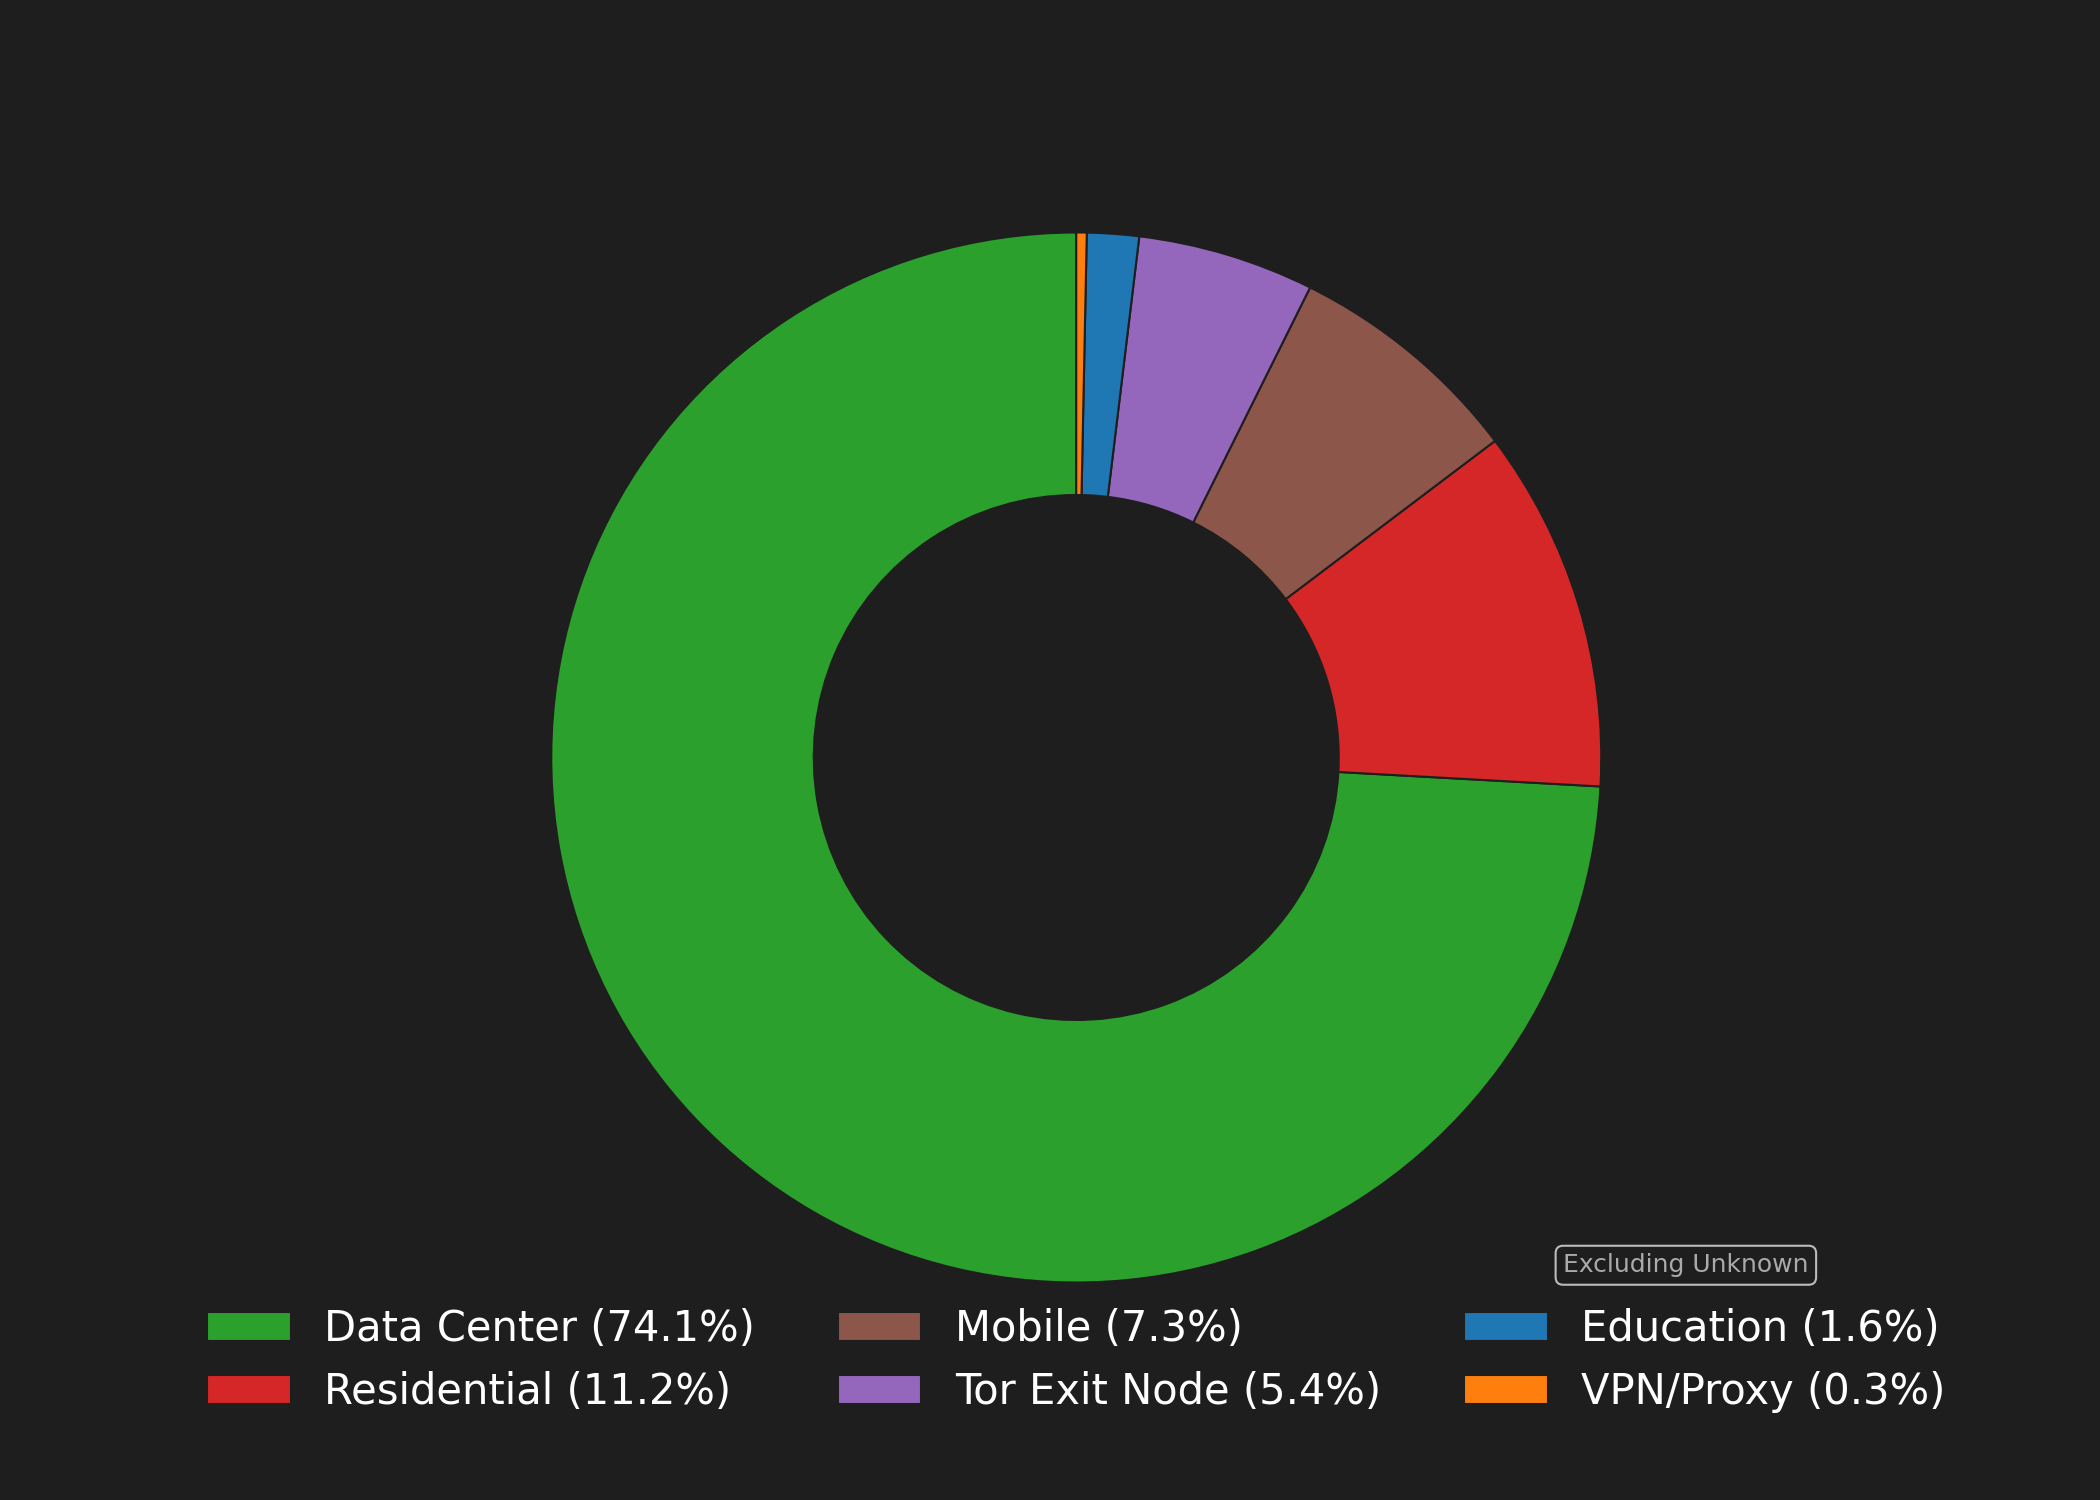 Excluding Unknown
Data Center (74.1%)
Residential (11.2%)
Mobile (7.3%)
Tor Exit Node (5.4%)
Education (1.6%)
VPN/Proxy (0.3%)